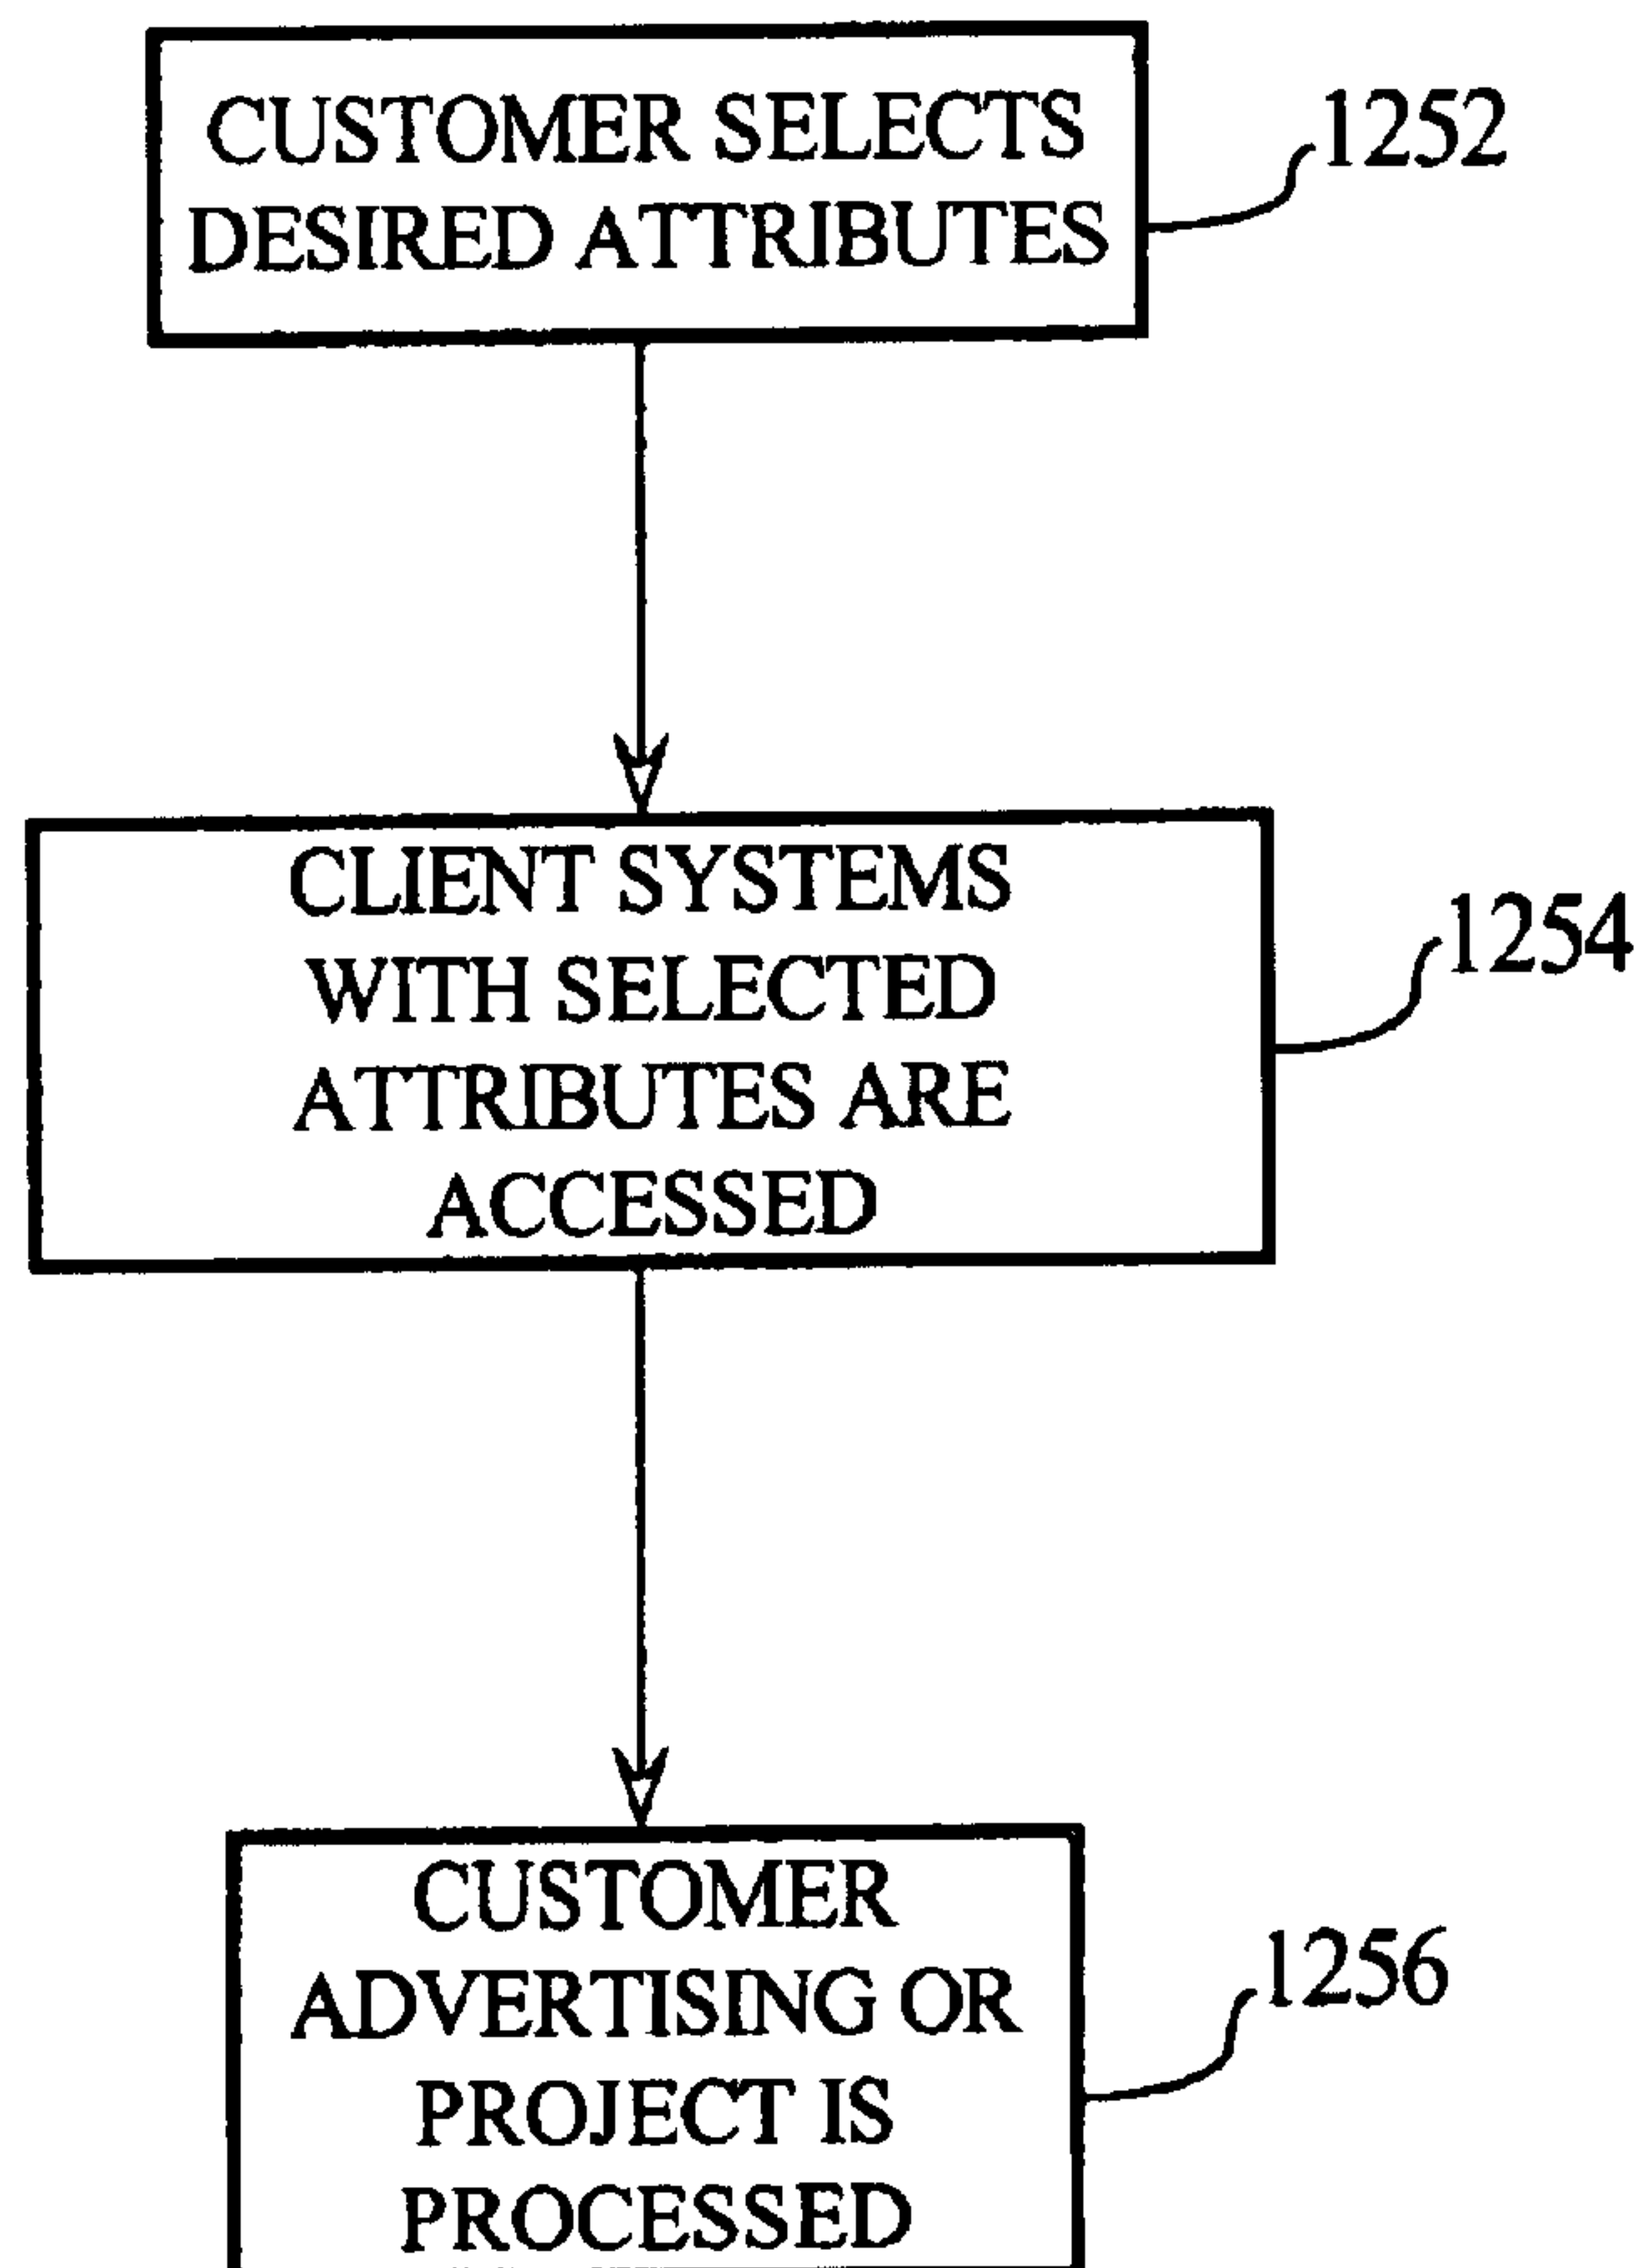 CUSTOMER SELECTS
DESIRED ATTRIBUTES
1252
CLIENT SYSTEMS
WITH SELECTED
ATTRIBUTES ARE
ACCESSED
1254
CUSTOMER
ADVERTISING OR
PROJECT IS
PROCESSED
1256